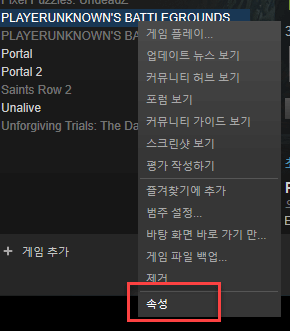 PLAYERUNKNOWN'S BATTLEGROUNDS
PLAYERUNKNOWN'S BA
Portal
Portal 2
Saints Row 2
Unalive
Unforgiving Trials: The Da
게임 추가
게임 플레이...
업데이트 뉴스 보기
커뮤니티 허브 보기
포럼 보기
커뮤니티 가이드 보기
스크린샷 보기
평가 작성하기
즐겨찾기에 추가
범주 설정...
바탕 화면 바로 가기 만...
게임 파일 백업...
제거
속성